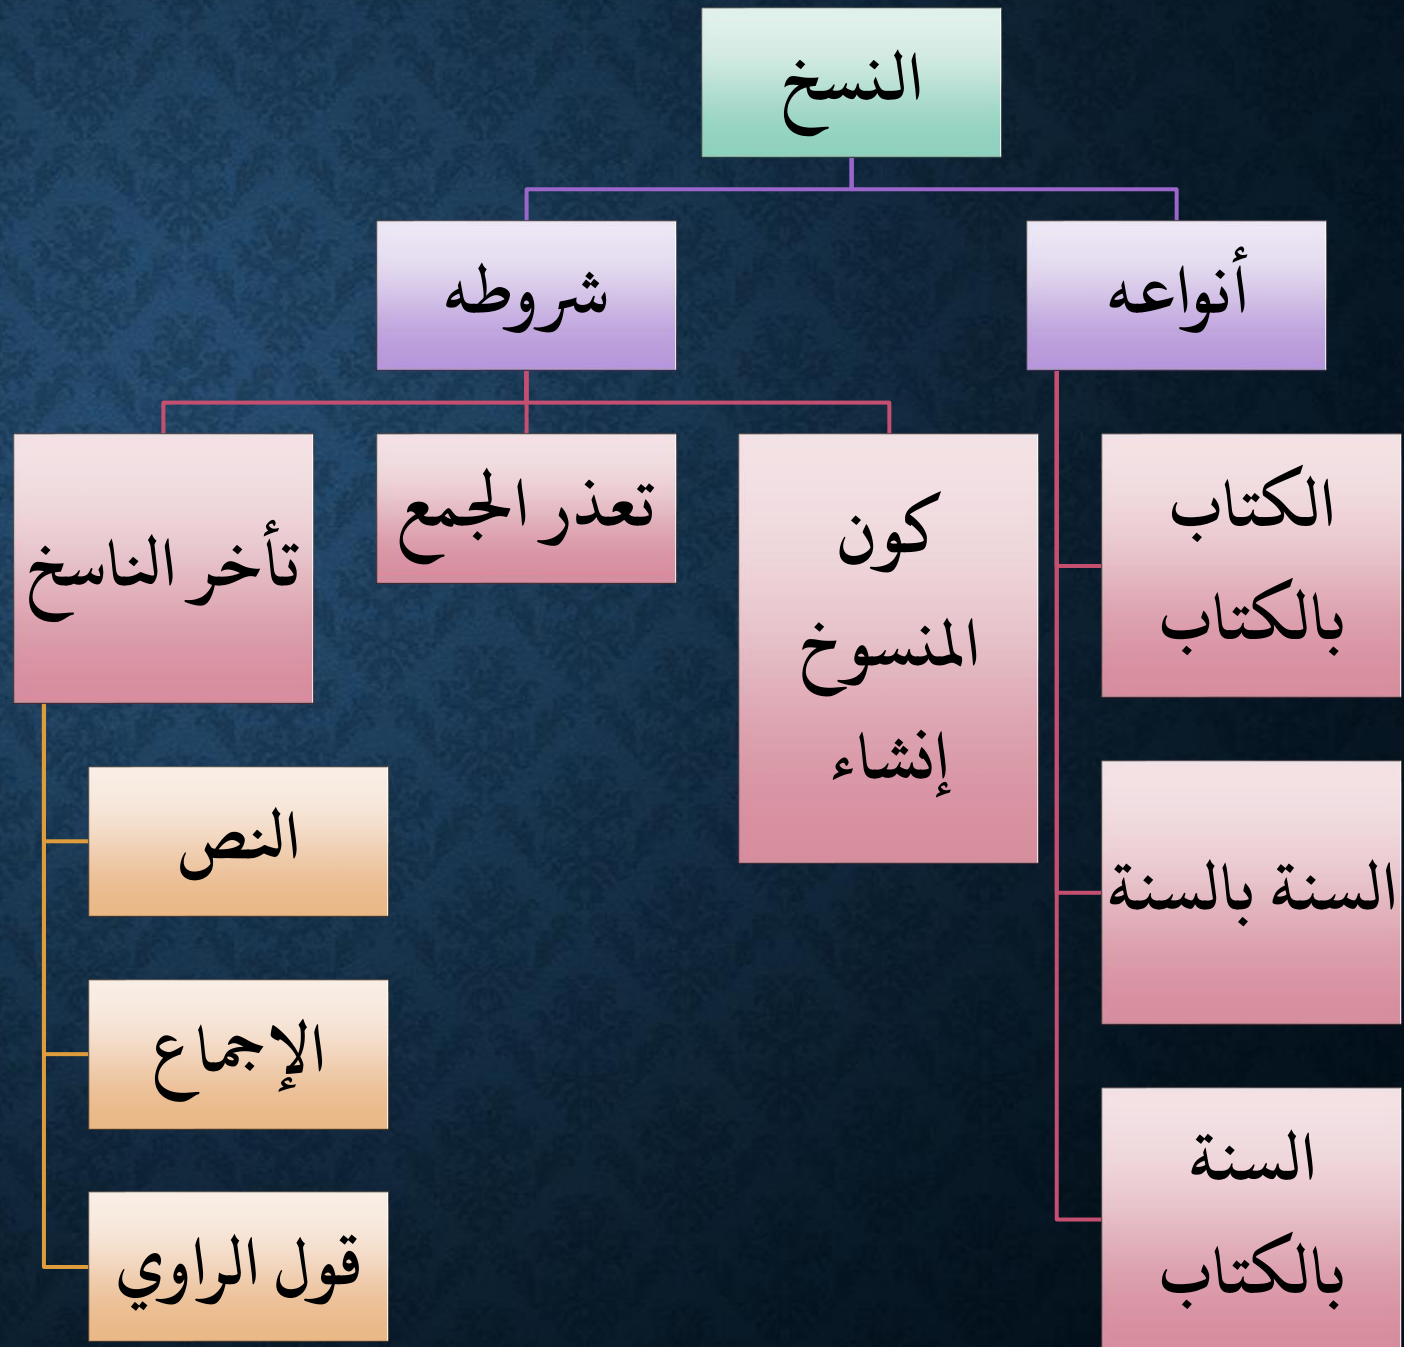 النسخ
أنواعه
شروطه
الكتاب
بالكتاب
السنة بالسنة
السنة
بالكتاب
كون
المنسوخ
إنشاء
تعذر الجمع
تأخر الناسخ
النص
الإجماع
قول الراوي